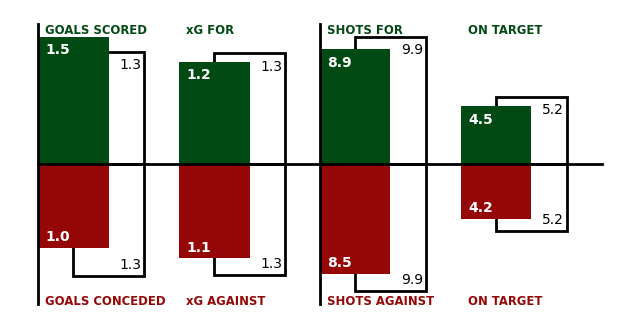 GOALS SCORED xG FOR SHOTS FOR ON TARGET
1.5 1.3 1.2 1.3 8.9 9.9 4.5 5.2
1.0 1.3 1.1 1.3 8.5 9.9 4.2 5.2
GOALS CONCEDED xG AGAINST SHOTS AGAINST ON TARGET